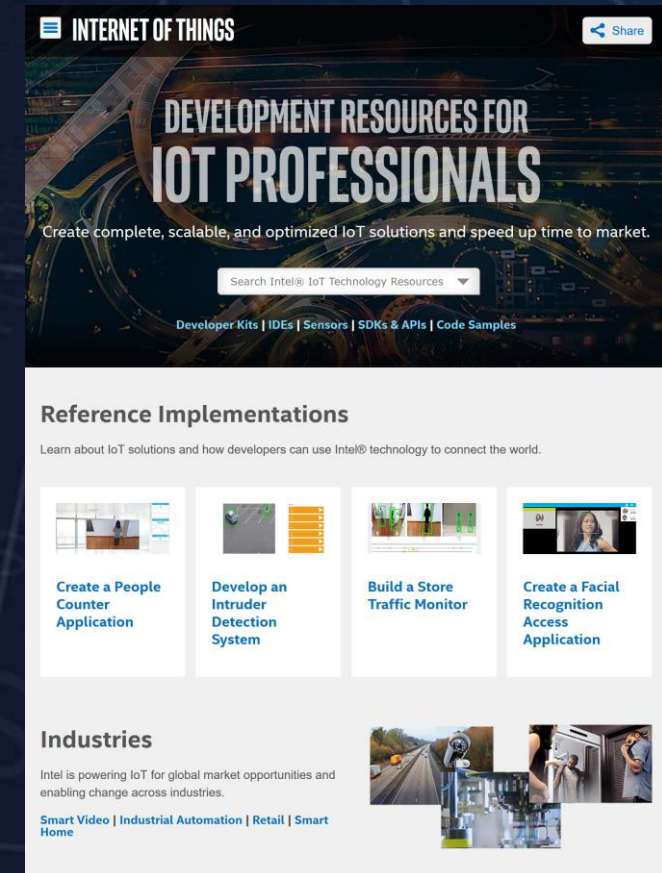 INTERNET OF THINGS
Share
DEVELOPMENT RESOURCES FOR
IOT PROFESSIONALS
Create complete, scalable, and optimized IoT solutions and speed up time to market.
Search Intel® IoT Technology Resources
Developer Kits | IDEs | Sensors | SDKs & APIs | Code Samples
Reference Implementations
Learn about IoT solutions and how developers can use Intel® technology to connect the world.
Create a People
Counter
Application
Develop an
Intruder
Detection
System
Build a Store
Traffic Monitor
Create a Facial
Recognition
Access
Application
Industries
Intel is powering IoT for global market opportunities and
enabling change across industries.
Smart Video | Industrial Automation | Retail | Smart
Home